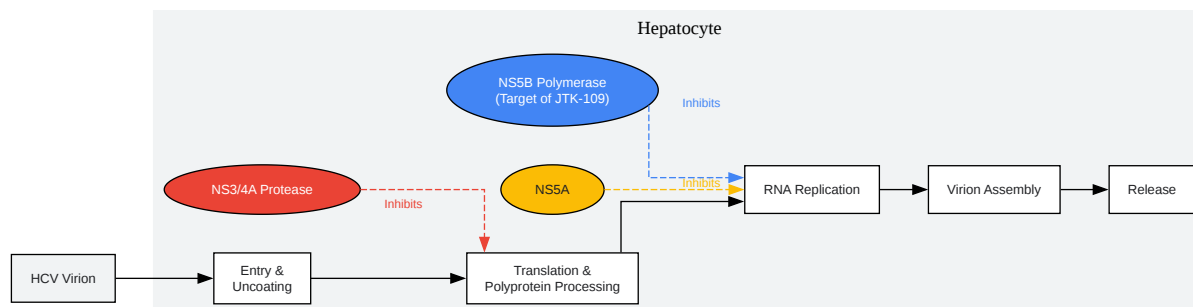 Hepatocyte
NS5B Polymerase
(Target of JTK-109)
Inhibits
NS3/4A Protease
Inhibits
NS5A
Inhibits
RNA Replication
Virion Assembly
Release
HCV Virion
Entry &
Uncoating
Translation &
Polyprotein Processing